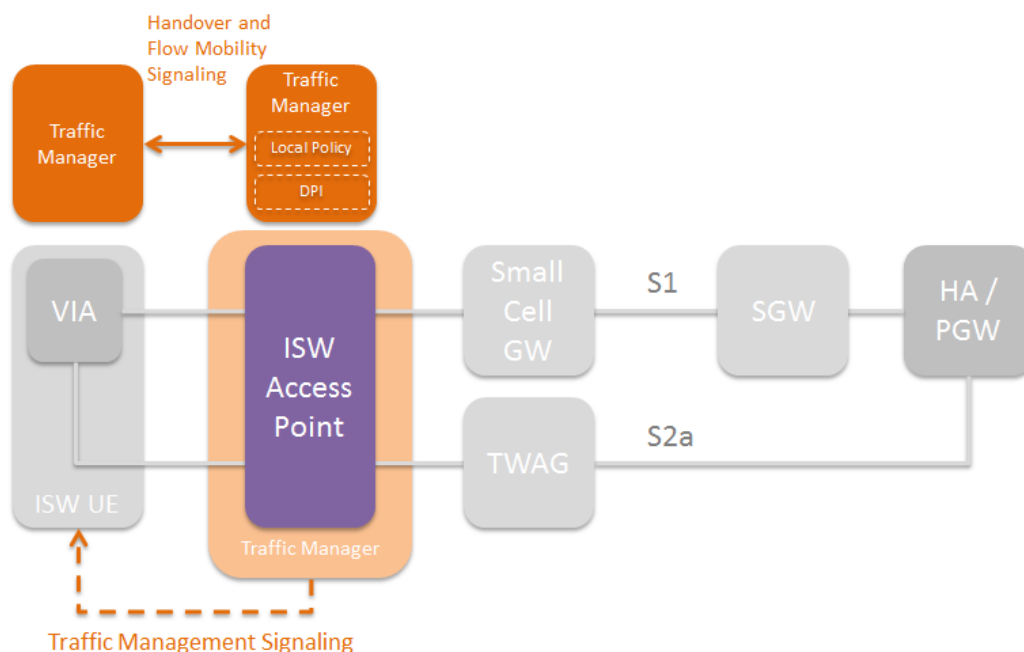 Handover and
Flow Mobility
Signaling
Traffic
Manager
Traffic
Manager
Local Policy
DPI
VIA
ISW UE
ISW
Access
Point
Traffic Manager
Small
Cell
GW
S1
SGW
HA /
PGW
TWAG
S2a
Traffic Management Signaling